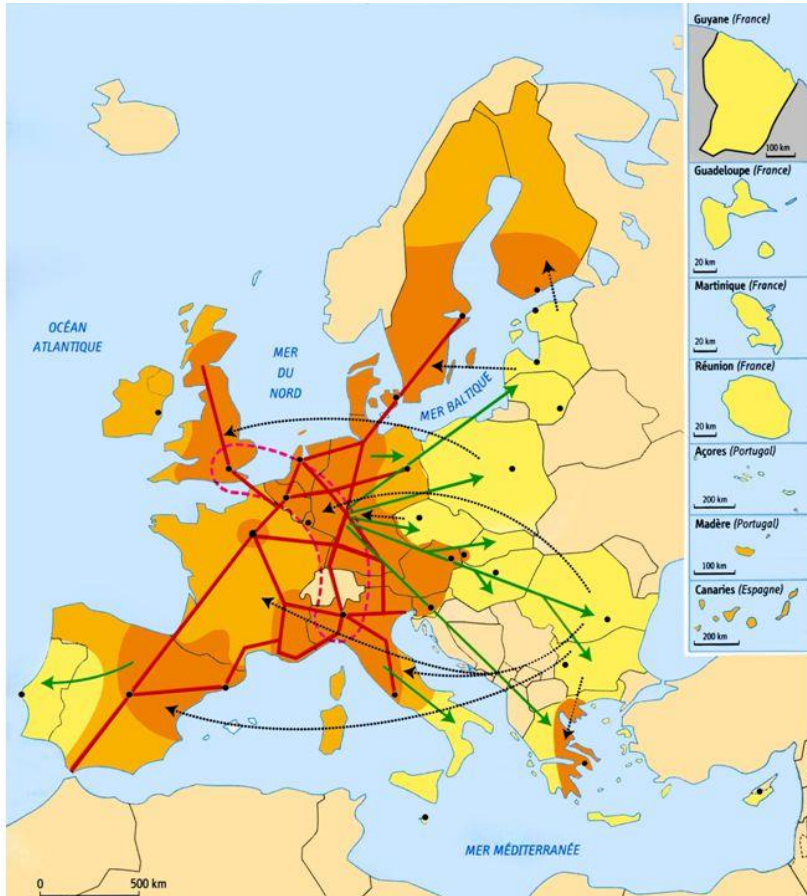 Guyane (France)
100 km
Guadeloupe (France)
20 km
Martinique (France)
20 km
Réunion (France)
20 km
Açores (Portugal)
200 km
Madère (Portugal)
100 km
Canaries (Espagne)
200 km
OCÉAN
ATLANTIQUE
MER
DU
NORD
MER BALTIQUE
MER MÉDITERRANÉE
0 500 km